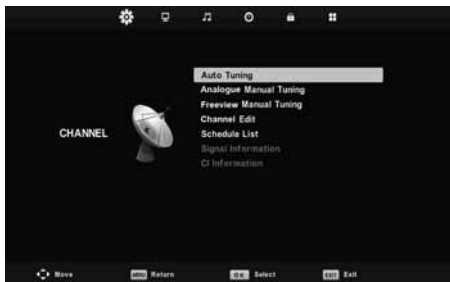 Auto Tuning
Analogue Manual Tuning
Freeview Manual Tuning
Channel Edit
CHANNEL
Schedule List
Signal Information
CI Information
Move
MENU Return
OK Select
EXIT Exit